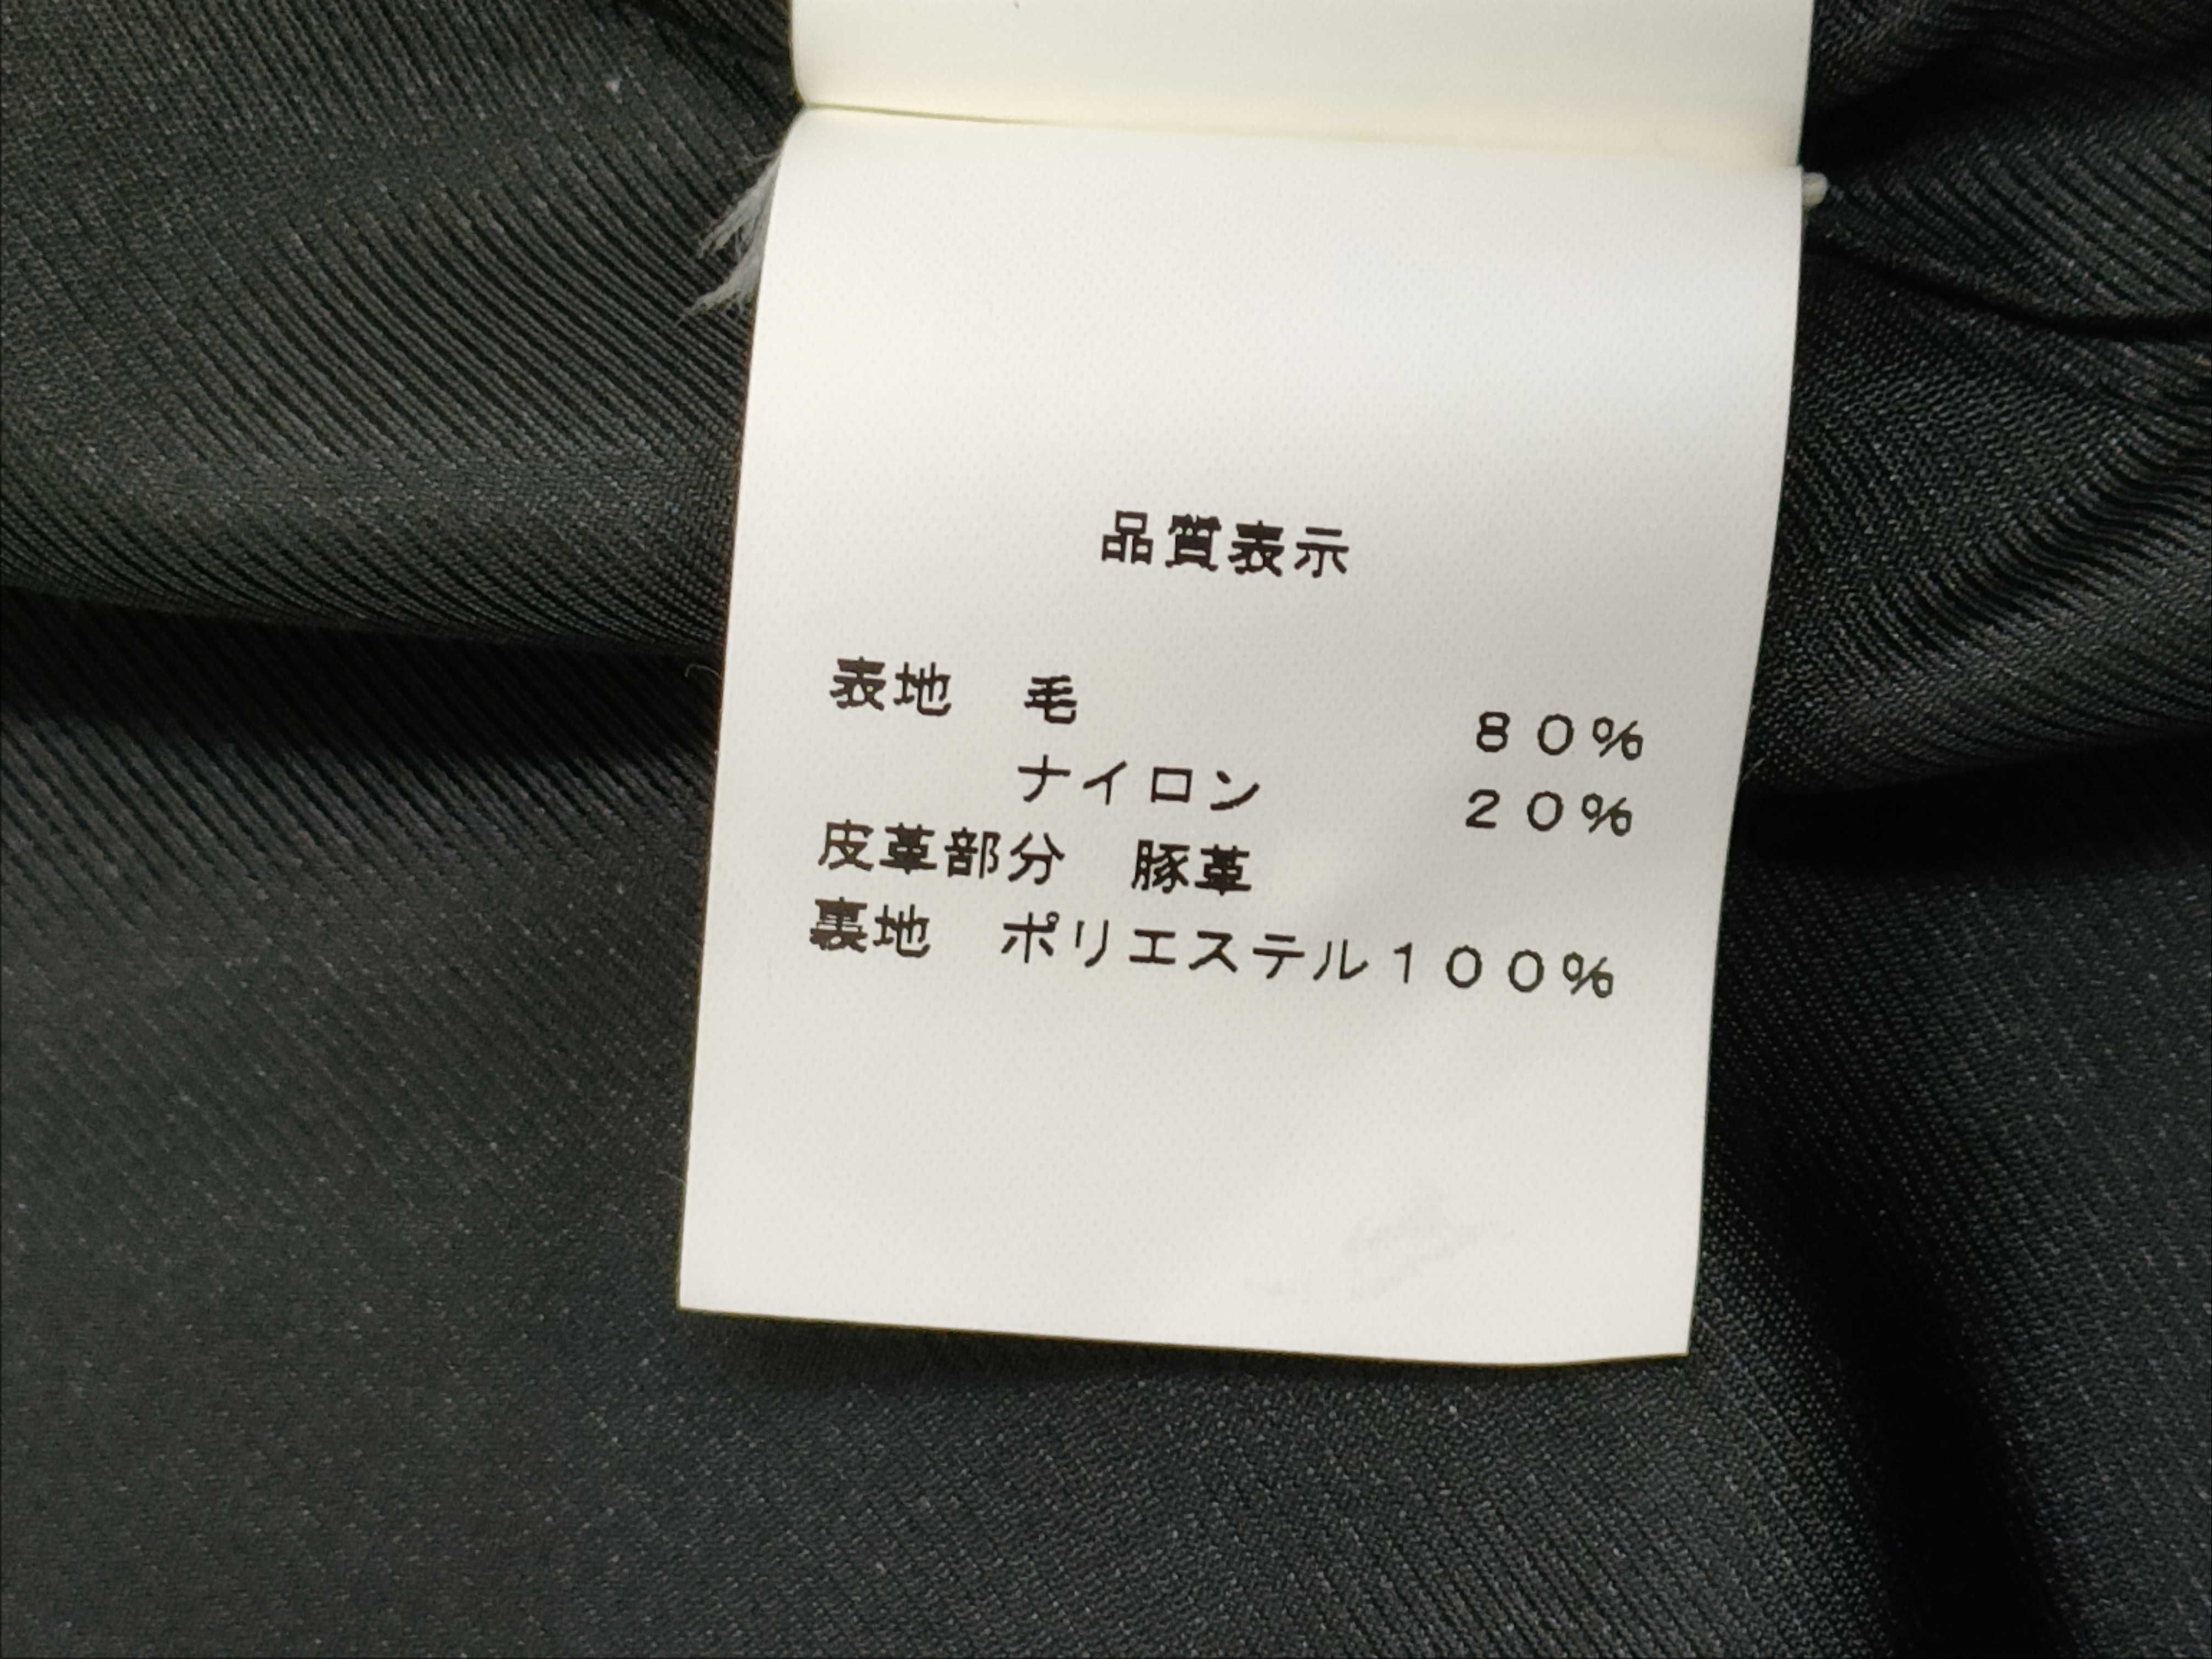 品質表示
表地　毛　８０％
ナイロン　２０％
皮革部分　豚革
裏地　ポリエステル１００％